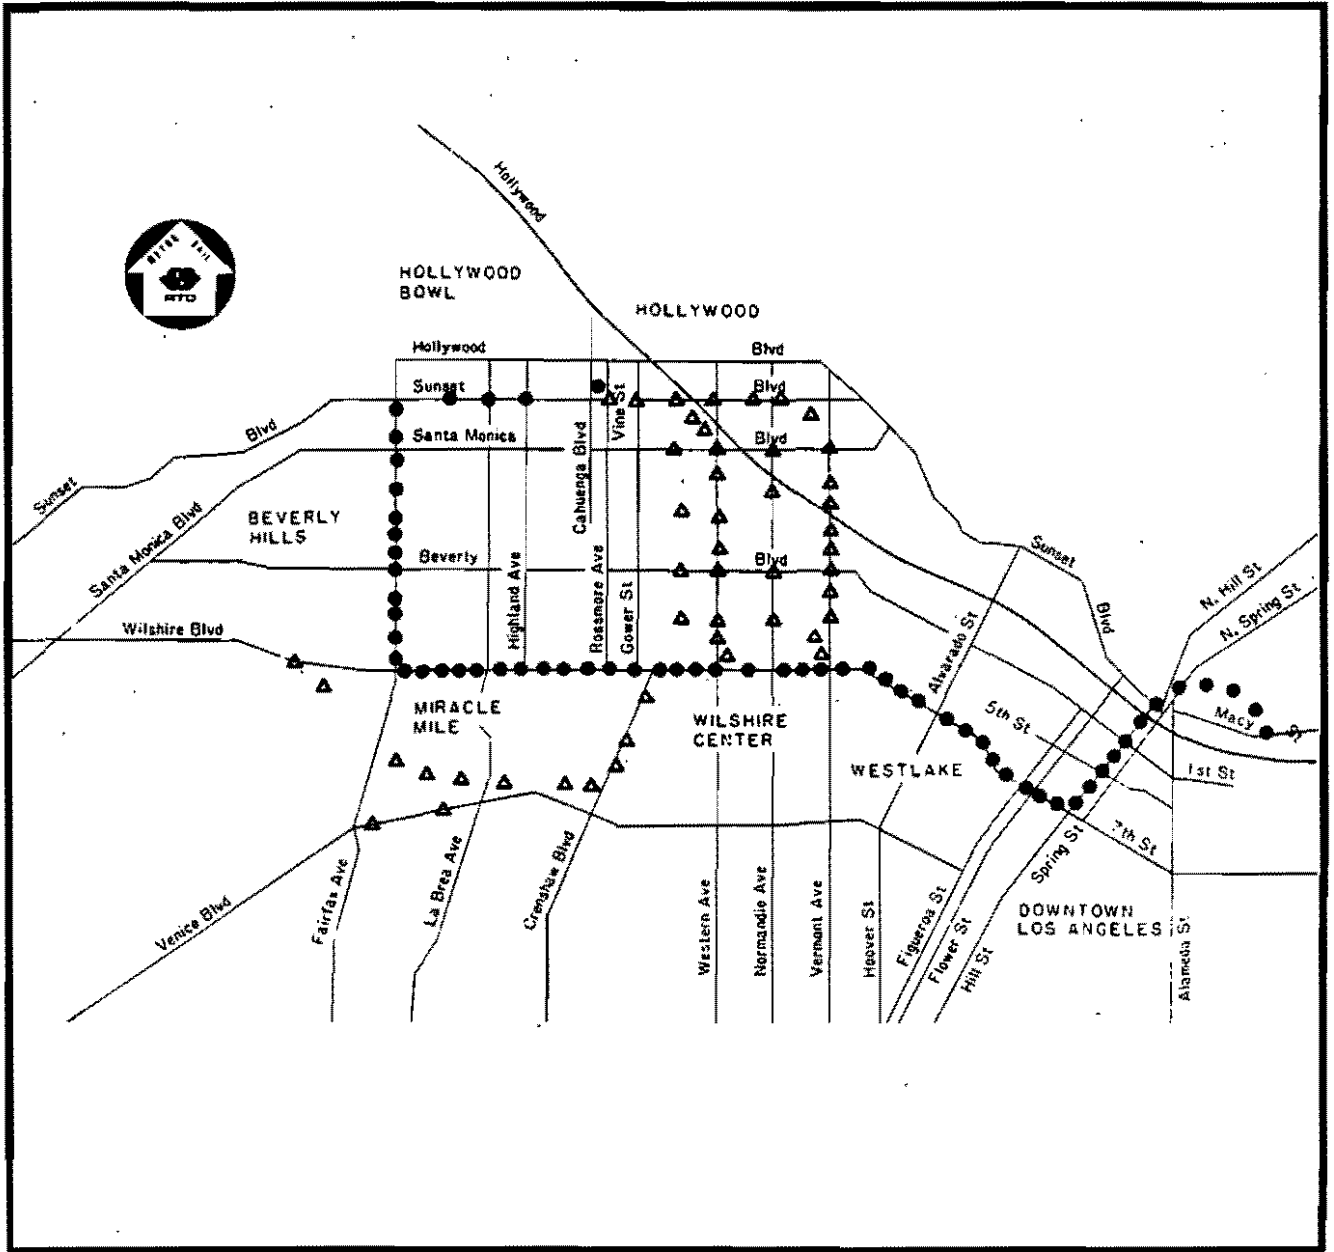 Hollywood
METRO RAIL
RTD
HOLLYWOOD
BOWL
HOLLYWOOD
Hollywood
Blvd
Sunset
Blvd
Vine St
Blvd
Santa Monica
Blvd
Cahuenga Blvd
Sunset
Santa Monica Blvd
BEVERLY
HILLS
Beverly
Blvd
Highland Ave
Rossmore Ave
Gower St
Sunset
Blvd
N. Hill St
N. Spring St
Alvarado St
Wilshire Blvd
MIRACLE
MILE
WILSHIRE
CENTER
5th St
Macy
St
WESTLAKE
1st St
7th St
Spring St
Venice Blvd
Fairfax Ave
La Brea Ave
Crenshaw Blvd
Western Ave
Normandie Ave
Vermont Ave
Hoover St
Figueroa St
Flower St
Hill St
DOWNTOWN
LOS ANGELES
Alameda St